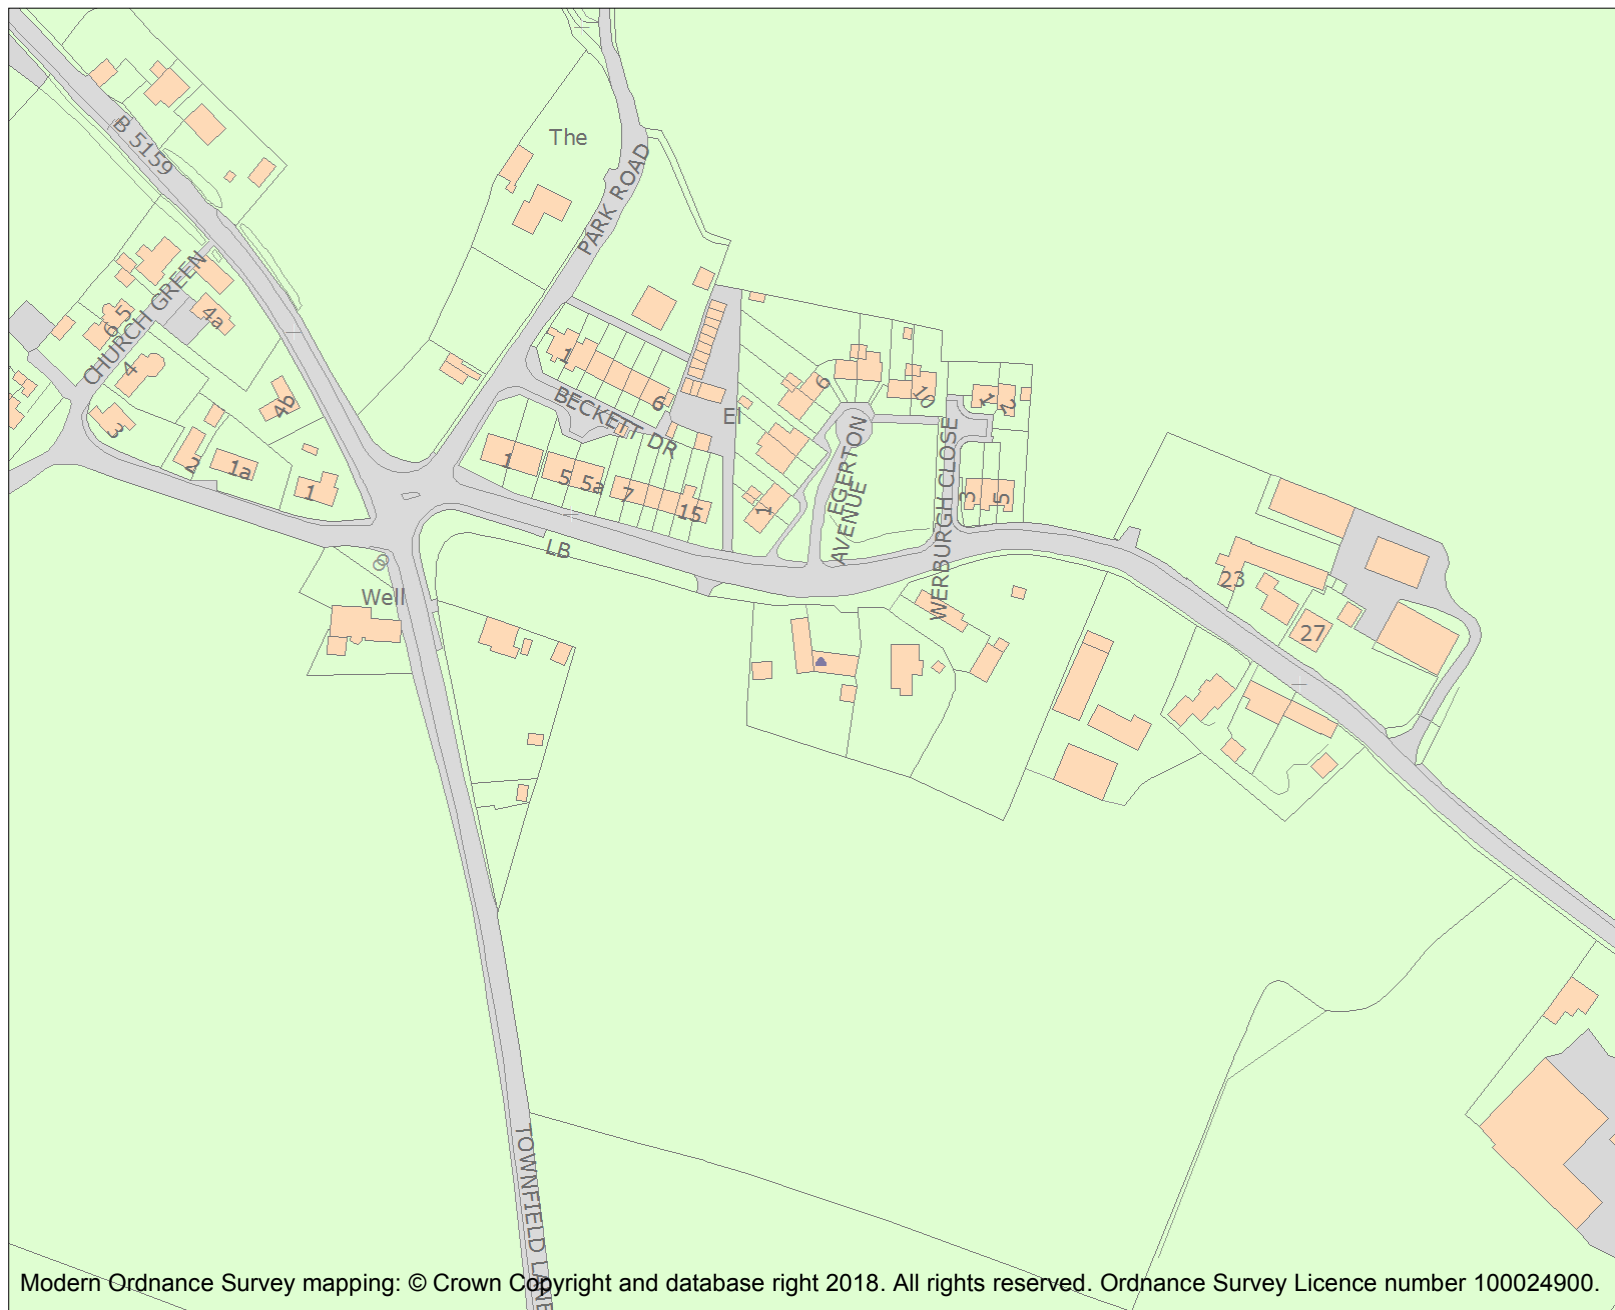 The
B 5159
PARK ROAD
CHURCH GREEN
6 5
4a
4
3
4b
2
1a
1
1
BECKETT DR
6
El
1
5
5a
7
15
LB
6
10
1
EGERTON
AVENUE
WERBURGH CLOSE
1
2
3
5
Well
23
27
TOWNFIELD LANE
Modern Ordnance Survey mapping: © Crown Copyright and database right 2018. All rights reserved. Ordnance Survey Licence number 100024900.